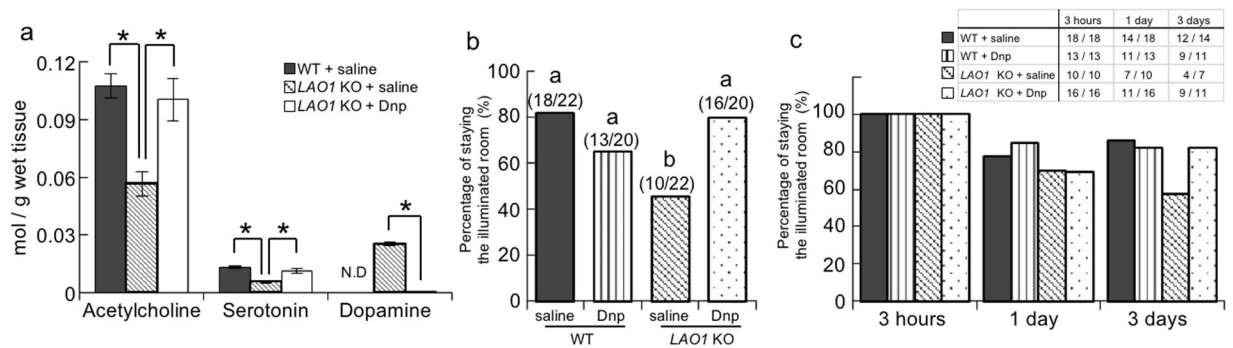 a
0.12
0.09
0.06
0.03
0
mol / g wet tissue
* *
* *
*
N.D
Acetylcholine Serotonin Dopamine
WT + saline
LAO1 KO + saline
LAO1 KO + Dnp
b
100
80
60
40
20
0
Percentage of staying
the illuminated room (%)
a
(18/22)
a
(13/20)
b
(10/22)
a
(16/20)
saline Dnp saline Dnp
WT LAO1 KO
c
3 hours 1 day 3 days
WT + saline 18 / 18 14 / 18 12 / 14
WT + Dnp 13 / 13 11 / 13 9 / 11
LAO1 KO + saline 10 / 10 7 / 10 4 / 7
LAO1 KO + Dnp 16 / 16 11 / 16 9 / 11
100
80
60
40
20
0
Percentage of staying
the illuminated room (%)
3 hours 1 day 3 days